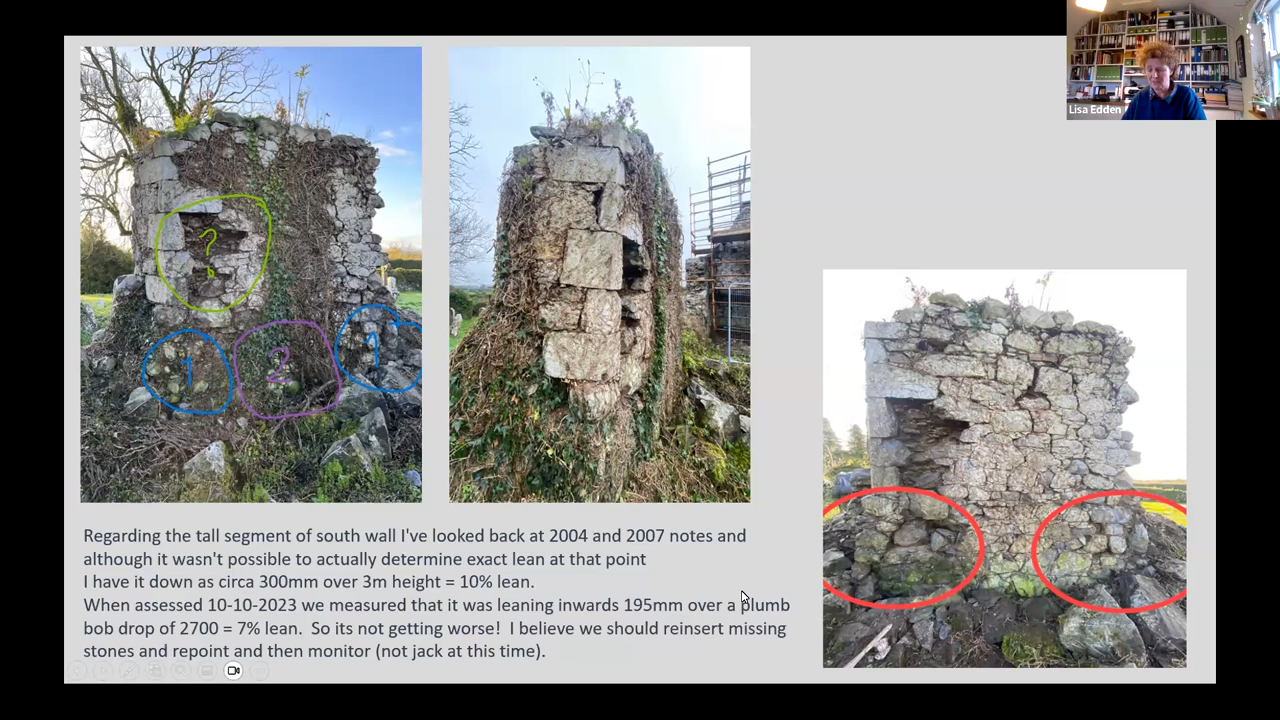 Lisa Edden
?
1
2
1
Regarding the tall segment of south wall I've looked back at 2004 and 2007 notes and
although it wasn't possible to actually determine exact lean at that point
I have it down as circa 300mm over 3m height = 10% lean.
When assessed 10-10-2023 we measured that it was leaning inwards 195mm over a plumb
bob drop of 2700 = 7% lean.  So its not getting worse!  I believe we should reinsert missing
stones and repoint and then monitor (not jack at this time).